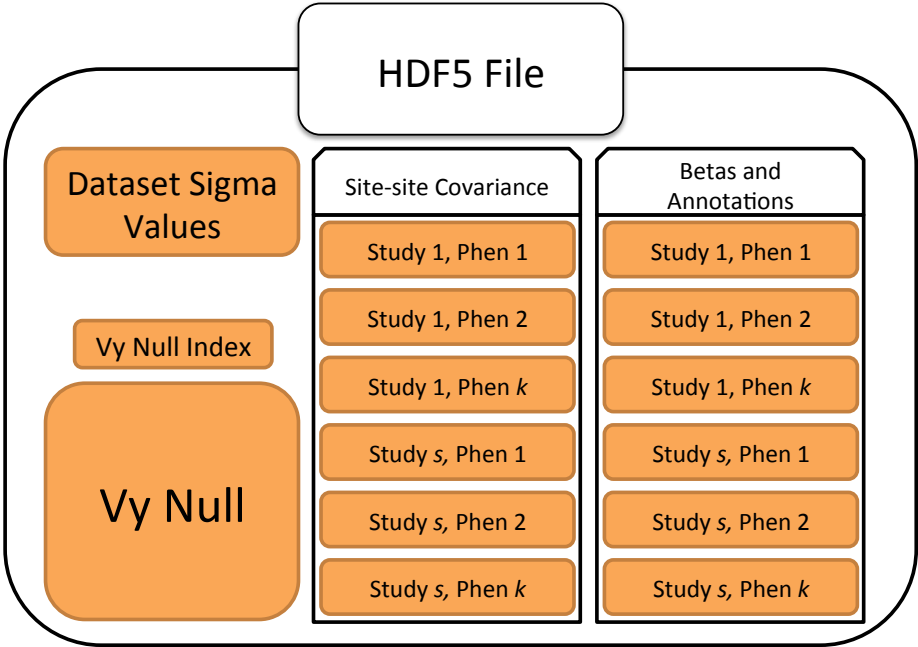 HDF5 File
Dataset Sigma
Values
Vy Null Index
Vy Null
Site-site Covariance
Study 1, Phen 1
Study 1, Phen 2
Study 1, Phen k
Study s, Phen 1
Study s, Phen 2
Study s, Phen k
Betas and
Annotations
Study 1, Phen 1
Study 1, Phen 2
Study 1, Phen k
Study s, Phen 1
Study s, Phen 2
Study s, Phen k